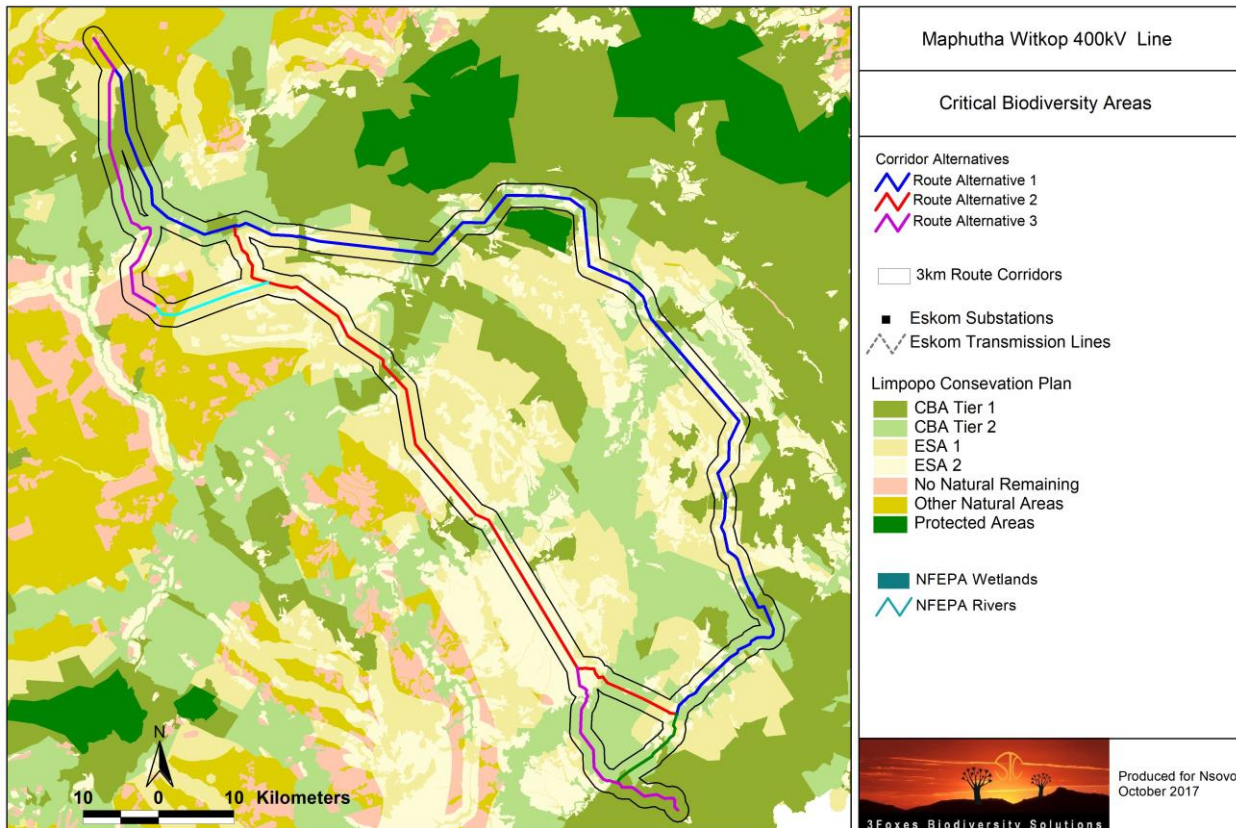 Maphutha Witkop 400kV Line
Critical Biodiversity Areas
Corridor Alternatives
Route Alternative 1
Route Alternative 2
Route Alternative 3
3km Route Corridors
Eskom Substations
Eskom Transmission Lines
Limpopo Consevation Plan
CBA Tier 1
CBA Tier 2
ESA 1
ESA 2
No Natural Remaining
Other Natural Areas
Protected Areas
NFEPA Wetlands
NFEPA Rivers
N
10 0 10 Kilometers
3Foxes Biodiversity Solutions
Produced for Nsovo
October 2017